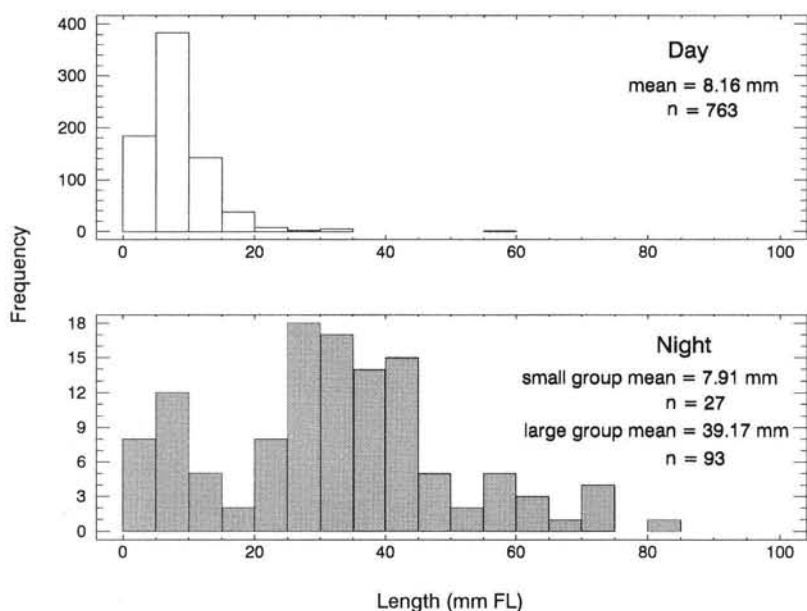 Frequency
400
300
200
100
0
0 20 40 60 80 100
Day
mean = 8.16 mm
n = 763
18
15
12
9
6
3
0
0 20 40 60 80 100
Night
small group mean = 7.91 mm
n = 27
large group mean = 39.17 mm
n = 93
Length (mm FL)